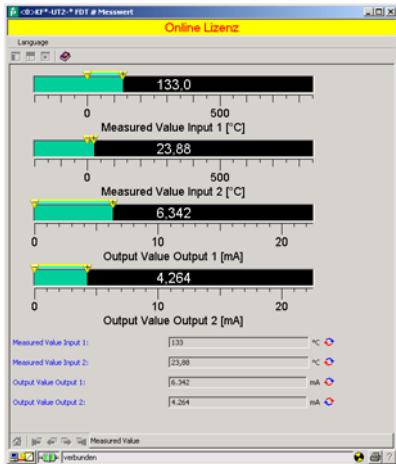 <0>KF*-UT2-* FDT # Messwert
Online Lizenz
Language
133,0
0 500
Measured Value Input 1 [°C]
23,88
0 500
Measured Value Input 2 [°C]
6,342
0 10 20
Output Value Output 1 [mA]
4,264
0 10 20
Output Value Output 2 [mA]
Measured Value Input 1: 133 °C
Measured Value Input 2: 23,88 °C
Output Value Output 1: 6.342 mA
Output Value Output 2: 4.264 mA
Measured Value
verbunden